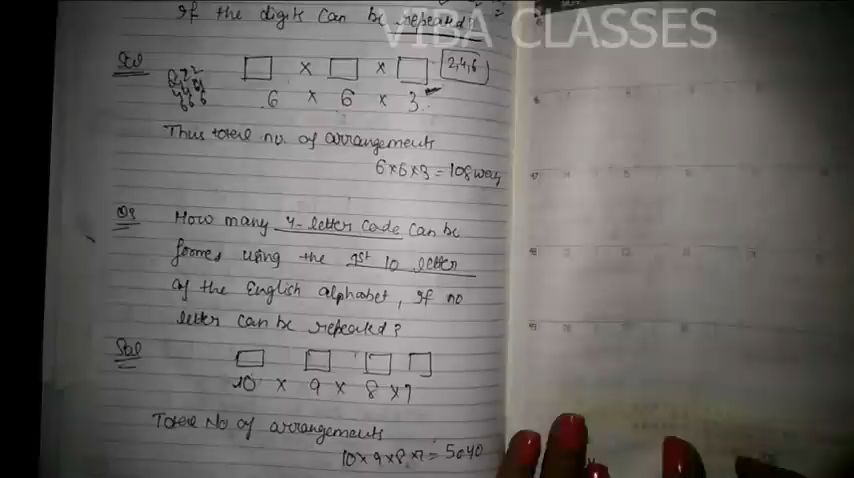 If the digits can be repeated?
VIBA CLASSES
Sol
□ × □ × □ 2,4,6
6 × 6 × 3
Thus total no. of arrangements
6×6×3 = 108 way
Q3 How many 4-letter code can be
formed using the 1st 10 letter
of the English alphabet, if no
letter can be repeated?
Sol
10 × 9 × 8 × 7
Total No of arrangements
10×9×8×7 = 5040